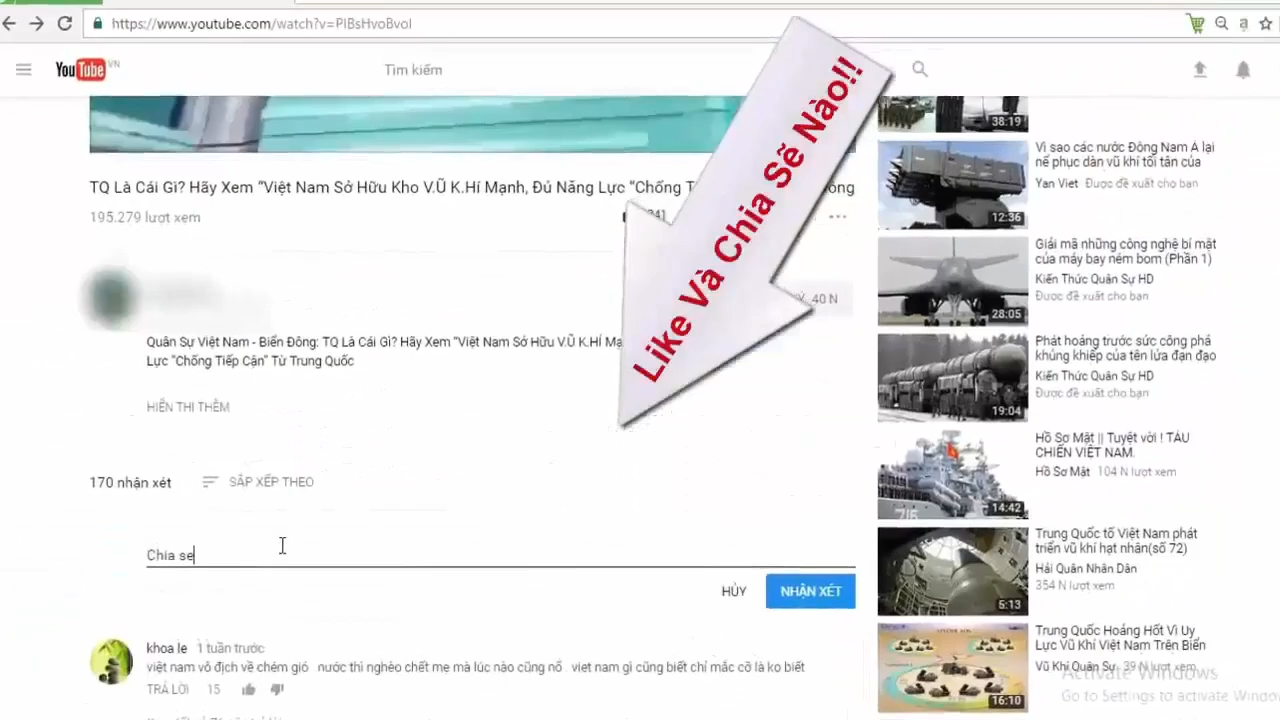 https://www.youtube.com/watch?v=PlBsHvoBvoI
YouTube VN
Tìm kiếm
Like Và Chia Sẽ Nào!!
TQ Là Cái Gì? Hãy Xem "Việt Nam Sở Hữu Kho V.Ũ K.Hí Mạnh, Đủ Năng Lực "Chống
195.279 lượt xem
40 N
Quân Sự Việt Nam - Biển Đông: TQ Là Cái Gì? Hãy Xem "Việt Nam Sở Hữu V.Ũ K.Hí
Lực "Chống Tiếp Cận" Từ Trung Quốc
HIỂN THỊ THÊM
170 nhận xét
SẮP XẾP THEO
Chia se
HỦY
NHẬN XÉT
khoa le 1 tuần trước
việt nam vô địch về chém gió nước thì nghèo chết mẹ mà lúc nào cũng nổ viet nam gì cũng biết chỉ mắc cỡ là ko biết
TRẢ LỜI 15
38:19
Vì sao các nước Đông Nam Á lại
nể phục dàn vũ khí tối tân của
Yan Viet Được đề xuất cho bạn
12:36
Giải mã những công nghệ bí mật
của máy bay ném bom (Phần 1)
Kiến Thức Quân Sự HD
Được đề xuất cho bạn
28:05
Phát hoảng trước sức công phá
khủng khiếp của tên lửa đạn đạo
Kiến Thức Quân Sự HD
Được đề xuất cho bạn
19:04
Hồ Sơ Mật || Tuyệt vời ! TÀU
CHIẾN VIỆT NAM.
Hồ Sơ Mật 104 N lượt xem
14:42
Trung Quốc tố Việt Nam phát
triển vũ khí hạt nhân(số 72)
Hải Quân Nhân Dân
354 N lượt xem
5:13
Trung Quốc Hoảng Hốt Vì Uy
Lực Vũ Khí Việt Nam Trên Biển
Vũ Khí Quân Sự 39 N lượt xem
16:10
Activate Windows
Go to Settings to activate Windo